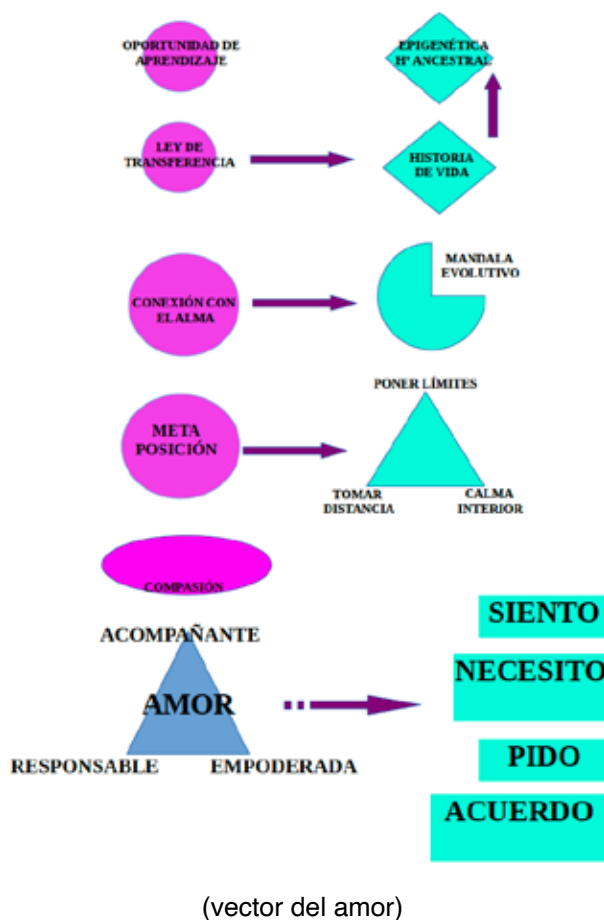 OPORTUNIDAD DE
APRENDIZAJE
EPIGENÉTICA
Hª ANCESTRAL
LEY DE
TRANSFERENCIA
HISTORIA
DE VIDA
CONEXIÓN CON
EL ALMA
MANDALA
EVOLUTIVO
META
POSICIÓN
PONER LÍMITES
TOMAR
DISTANCIA
CALMA
INTERIOR
COMPASIÓN
ACOMPAÑANTE
AMOR
RESPONSABLE
EMPODERADA
SIENTO
NECESITO
PIDO
ACUERDO
(vector del amor)